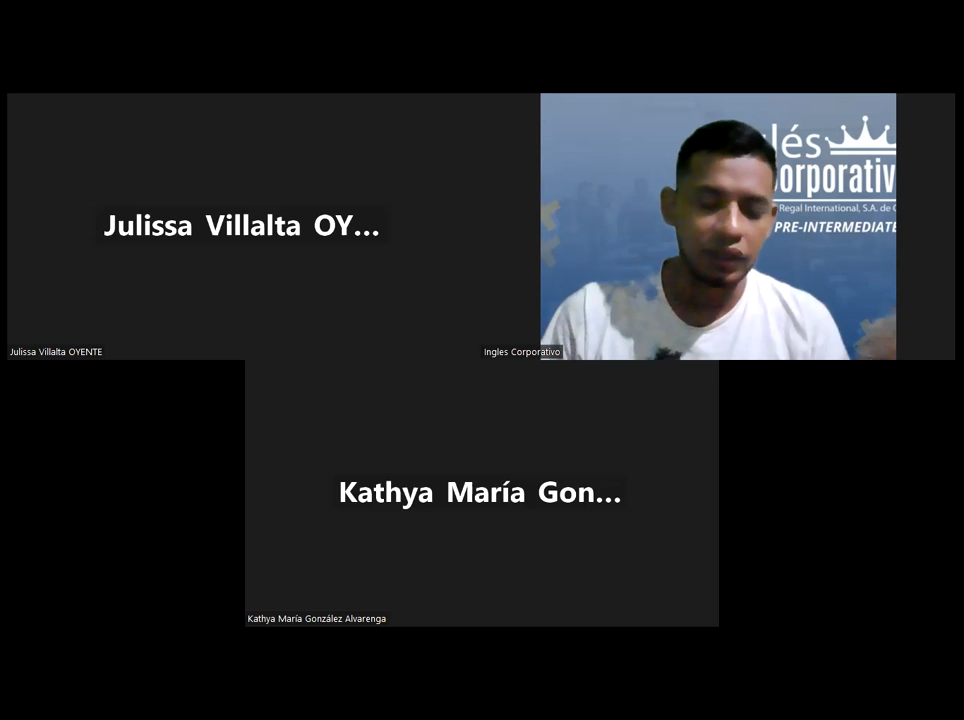 Julissa Villalta OY...
lés
orporativ
Regal International, S.A. de C
PRE-INTERMEDIATE
Julissa Villalta OYENTE
Ingles Corporativo
Kathya María Gon...
Kathya María González Alvarenga